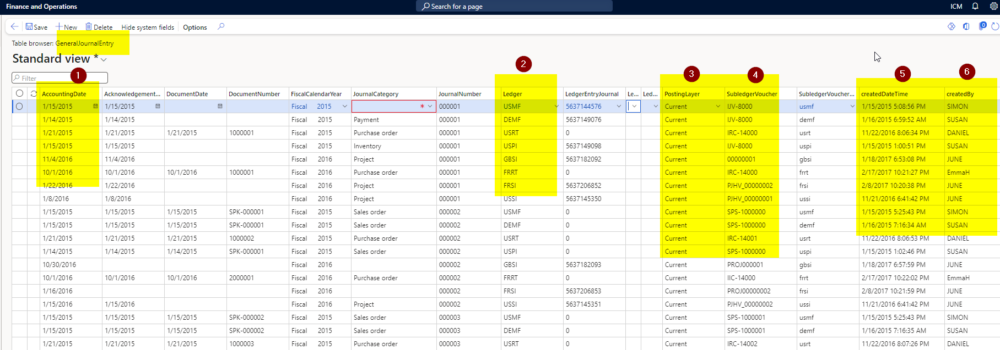 Finance and Operations Search for a page ICM
Save New Delete Hide system fields Options 0
Table browser: GeneralJournalEntry
Standard view *
1 2 3 4 5 6
Filter
AccountingDate Acknowledgement... DocumentDate DocumentNumber FiscalCalendarYear JournalCategory JournalNumber Ledger LedgerEntryJournal Le... Led... PostingLayer SubledgerVoucher SubledgerVoucher... createdDateTime createdBy
1/15/2015 1/15/2015 Fiscal 2015 * 000001 USMF 5637144576 Current IJV-8000 usmf 1/15/2015 5:08:56 PM SIMON
1/14/2015 1/14/2015 Fiscal 2015 Payment 000001 DEMF 5637149076 Current IJV-8000 demf 1/16/2015 6:59:52 AM SUSAN
1/21/2015 1/21/2015 1/21/2015 1000001 Fiscal 2015 Purchase order 000001 USRT 0 Current IRC-14000 usrt 11/22/2016 8:06:34 PM DANIEL
1/15/2015 1/15/2015 Fiscal 2015 Inventory 000001 USPI 5637149098 Current IJV-8000 uspi 1/15/2015 1:00:51 PM SUSAN
11/4/2016 11/4/2016 Fiscal 2016 Project 000001 GBSI 5637182092 Current 00000001 gbsi 1/18/2017 6:53:08 PM JUNE
10/1/2016 10/1/2016 10/1/2016 1000001 Fiscal 2016 Purchase order 000001 FRRT 0 Current IRC-14000 frrt 2/17/2017 10:21:27 PM EmmaH
1/22/2016 1/22/2016 Fiscal 2016 Project 000001 FRSI 5637206852 Current PJHV_00000002 frsi 2/8/2017 10:20:38 PM JUNE
1/8/2016 1/8/2016 Fiscal 2016 Project 000001 USSI 5637145350 Current PJHV_00000001 ussi 11/21/2016 6:41:42 PM JUNE
1/15/2015 1/15/2015 1/15/2015 SPK-000001 Fiscal 2015 Sales order 000002 USMF 0 Current SPS-1000000 usmf 1/15/2015 5:25:43 PM SIMON
1/15/2015 1/15/2015 1/15/2015 SPK-000001 Fiscal 2015 Sales order 000002 DEMF 0 Current SPS-1000000 demf 1/16/2015 7:16:34 AM SUSAN
1/21/2015 1/21/2015 1/21/2015 1000002 Fiscal 2015 Purchase order 000002 USRT 0 Current IRC-14001 usrt 11/22/2016 8:06:53 PM DANIEL
1/14/2015 1/14/2015 1/14/2015 SPK-000001 Fiscal 2015 Sales order 000002 USPI 0 Current SPS-1000000 uspi 1/15/2015 1:02:46 PM SUSAN
10/30/2016 Fiscal 2016 000002 GBSI 5637182093 Current PROJ000001 gbsi 1/18/2017 6:57:59 PM JUNE
10/1/2016 10/1/2016 10/1/2016 2000001 Fiscal 2016 Purchase order 000002 FRRT 0 Current IIC-14000 frrt 2/17/2017 10:22:02 PM EmmaH
1/16/2016 Fiscal 2016 000002 FRSI 5637206853 Current PROJ00000002 frsi 2/8/2017 10:21:59 PM JUNE
1/15/2016 1/15/2016 Fiscal 2016 Project 000002 USSI 5637145351 Current PJHV_00000002 ussi 11/21/2016 6:41:42 PM JUNE
1/15/2015 1/15/2015 1/15/2015 SPK-000002 Fiscal 2015 Sales order 000003 USMF 0 Current SPS-1000001 usmf 1/15/2015 5:25:43 PM SIMON
1/15/2015 1/15/2015 1/15/2015 SPK-000002 Fiscal 2015 Sales order 000003 DEMF 0 Current SPS-1000001 demf 1/16/2015 7:16:35 AM SUSAN
1/21/2015 1/21/2015 1/21/2015 1000003 Fiscal 2015 Purchase order 000003 USRT 0 Current IRC-14002 usrt 11/22/2016 8:07:26 PM DANIEL